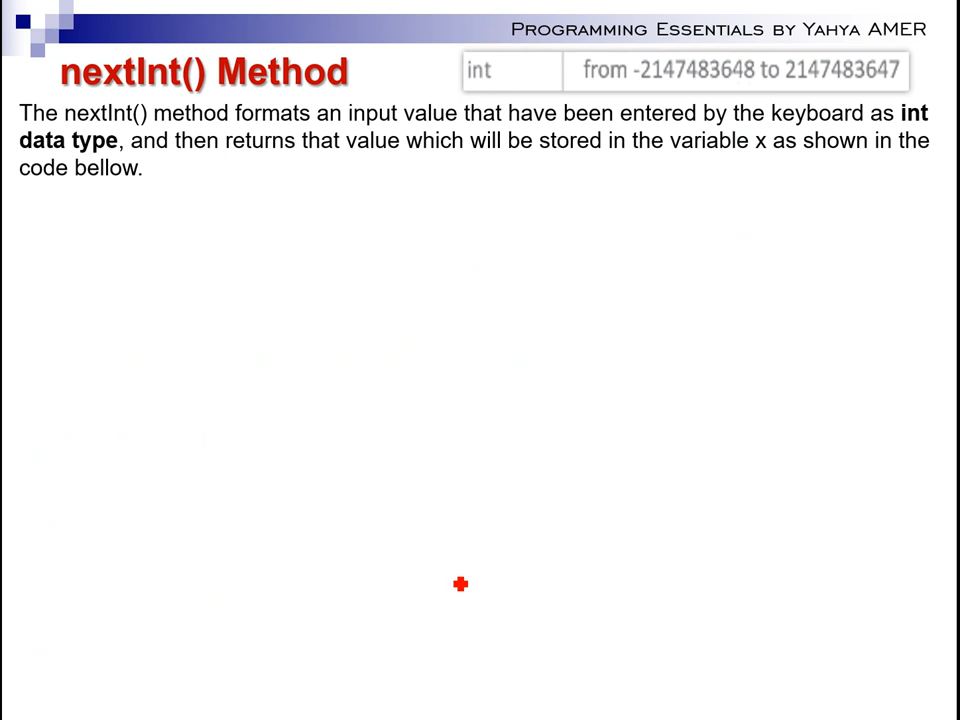 Programming Essentials by Yahya AMER
nextInt() Method
int from -2147483648 to 2147483647
The nextInt() method formats an input value that have been entered by the keyboard as int
data type, and then returns that value which will be stored in the variable x as shown in the
code bellow.